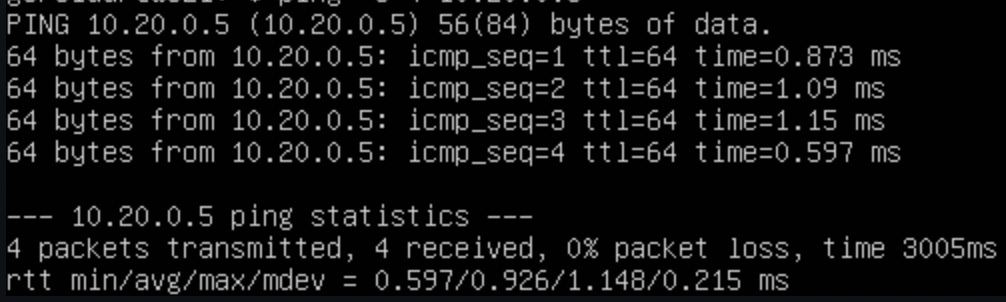 PING 10.20.0.5 (10.20.0.5) 56(84) bytes of data.
64 bytes from 10.20.0.5: icmp_seq=1 ttl=64 time=0.873 ms
64 bytes from 10.20.0.5: icmp_seq=2 ttl=64 time=1.09 ms
64 bytes from 10.20.0.5: icmp_seq=3 ttl=64 time=1.15 ms
64 bytes from 10.20.0.5: icmp_seq=4 ttl=64 time=0.597 ms
--- 10.20.0.5 ping statistics ---
4 packets transmitted, 4 received, 0% packet loss, time 3005ms
rtt min/avg/max/mdev = 0.597/0.926/1.148/0.215 ms